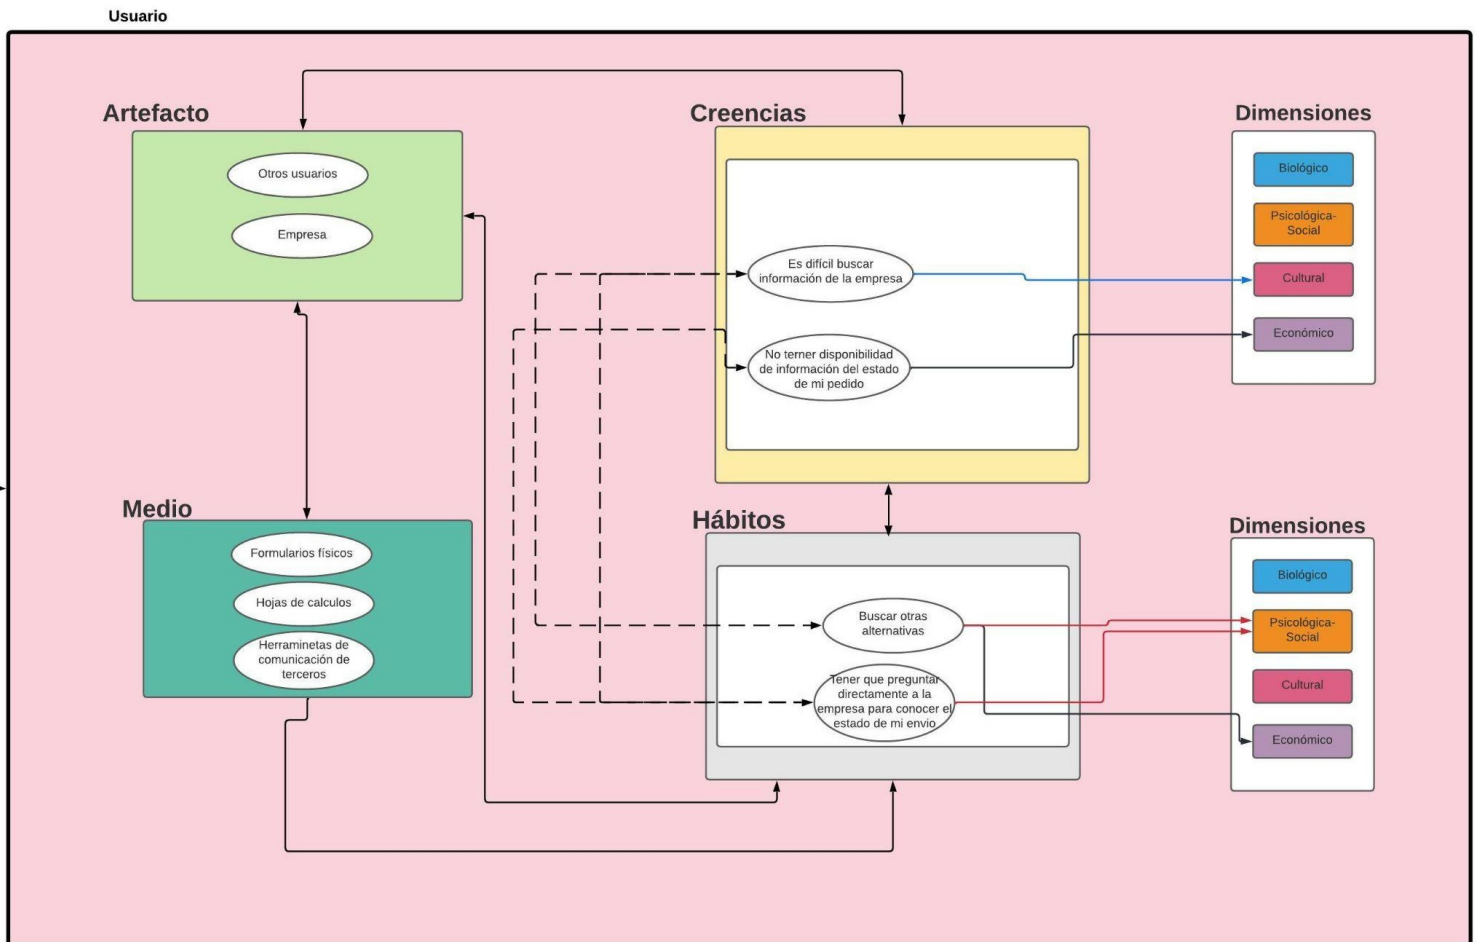 Usuario
Artefacto
Otros usuarios
Empresa
Creencias
Es difícil buscar
información de la empresa
No terner disponibilidad
de información del estado
de mi pedido
Dimensiones
Biológico
Psicológica-
Social
Cultural
Económico
Medio
Formularios físicos
Hojas de calculos
Herraminetas de
comunicación de
terceros
Hábitos
Buscar otras
alternativas
Tener que preguntar
directamente a la
empresa para conocer el
estado de mi envio
Dimensiones
Biológico
Psicológica-
Social
Cultural
Económico